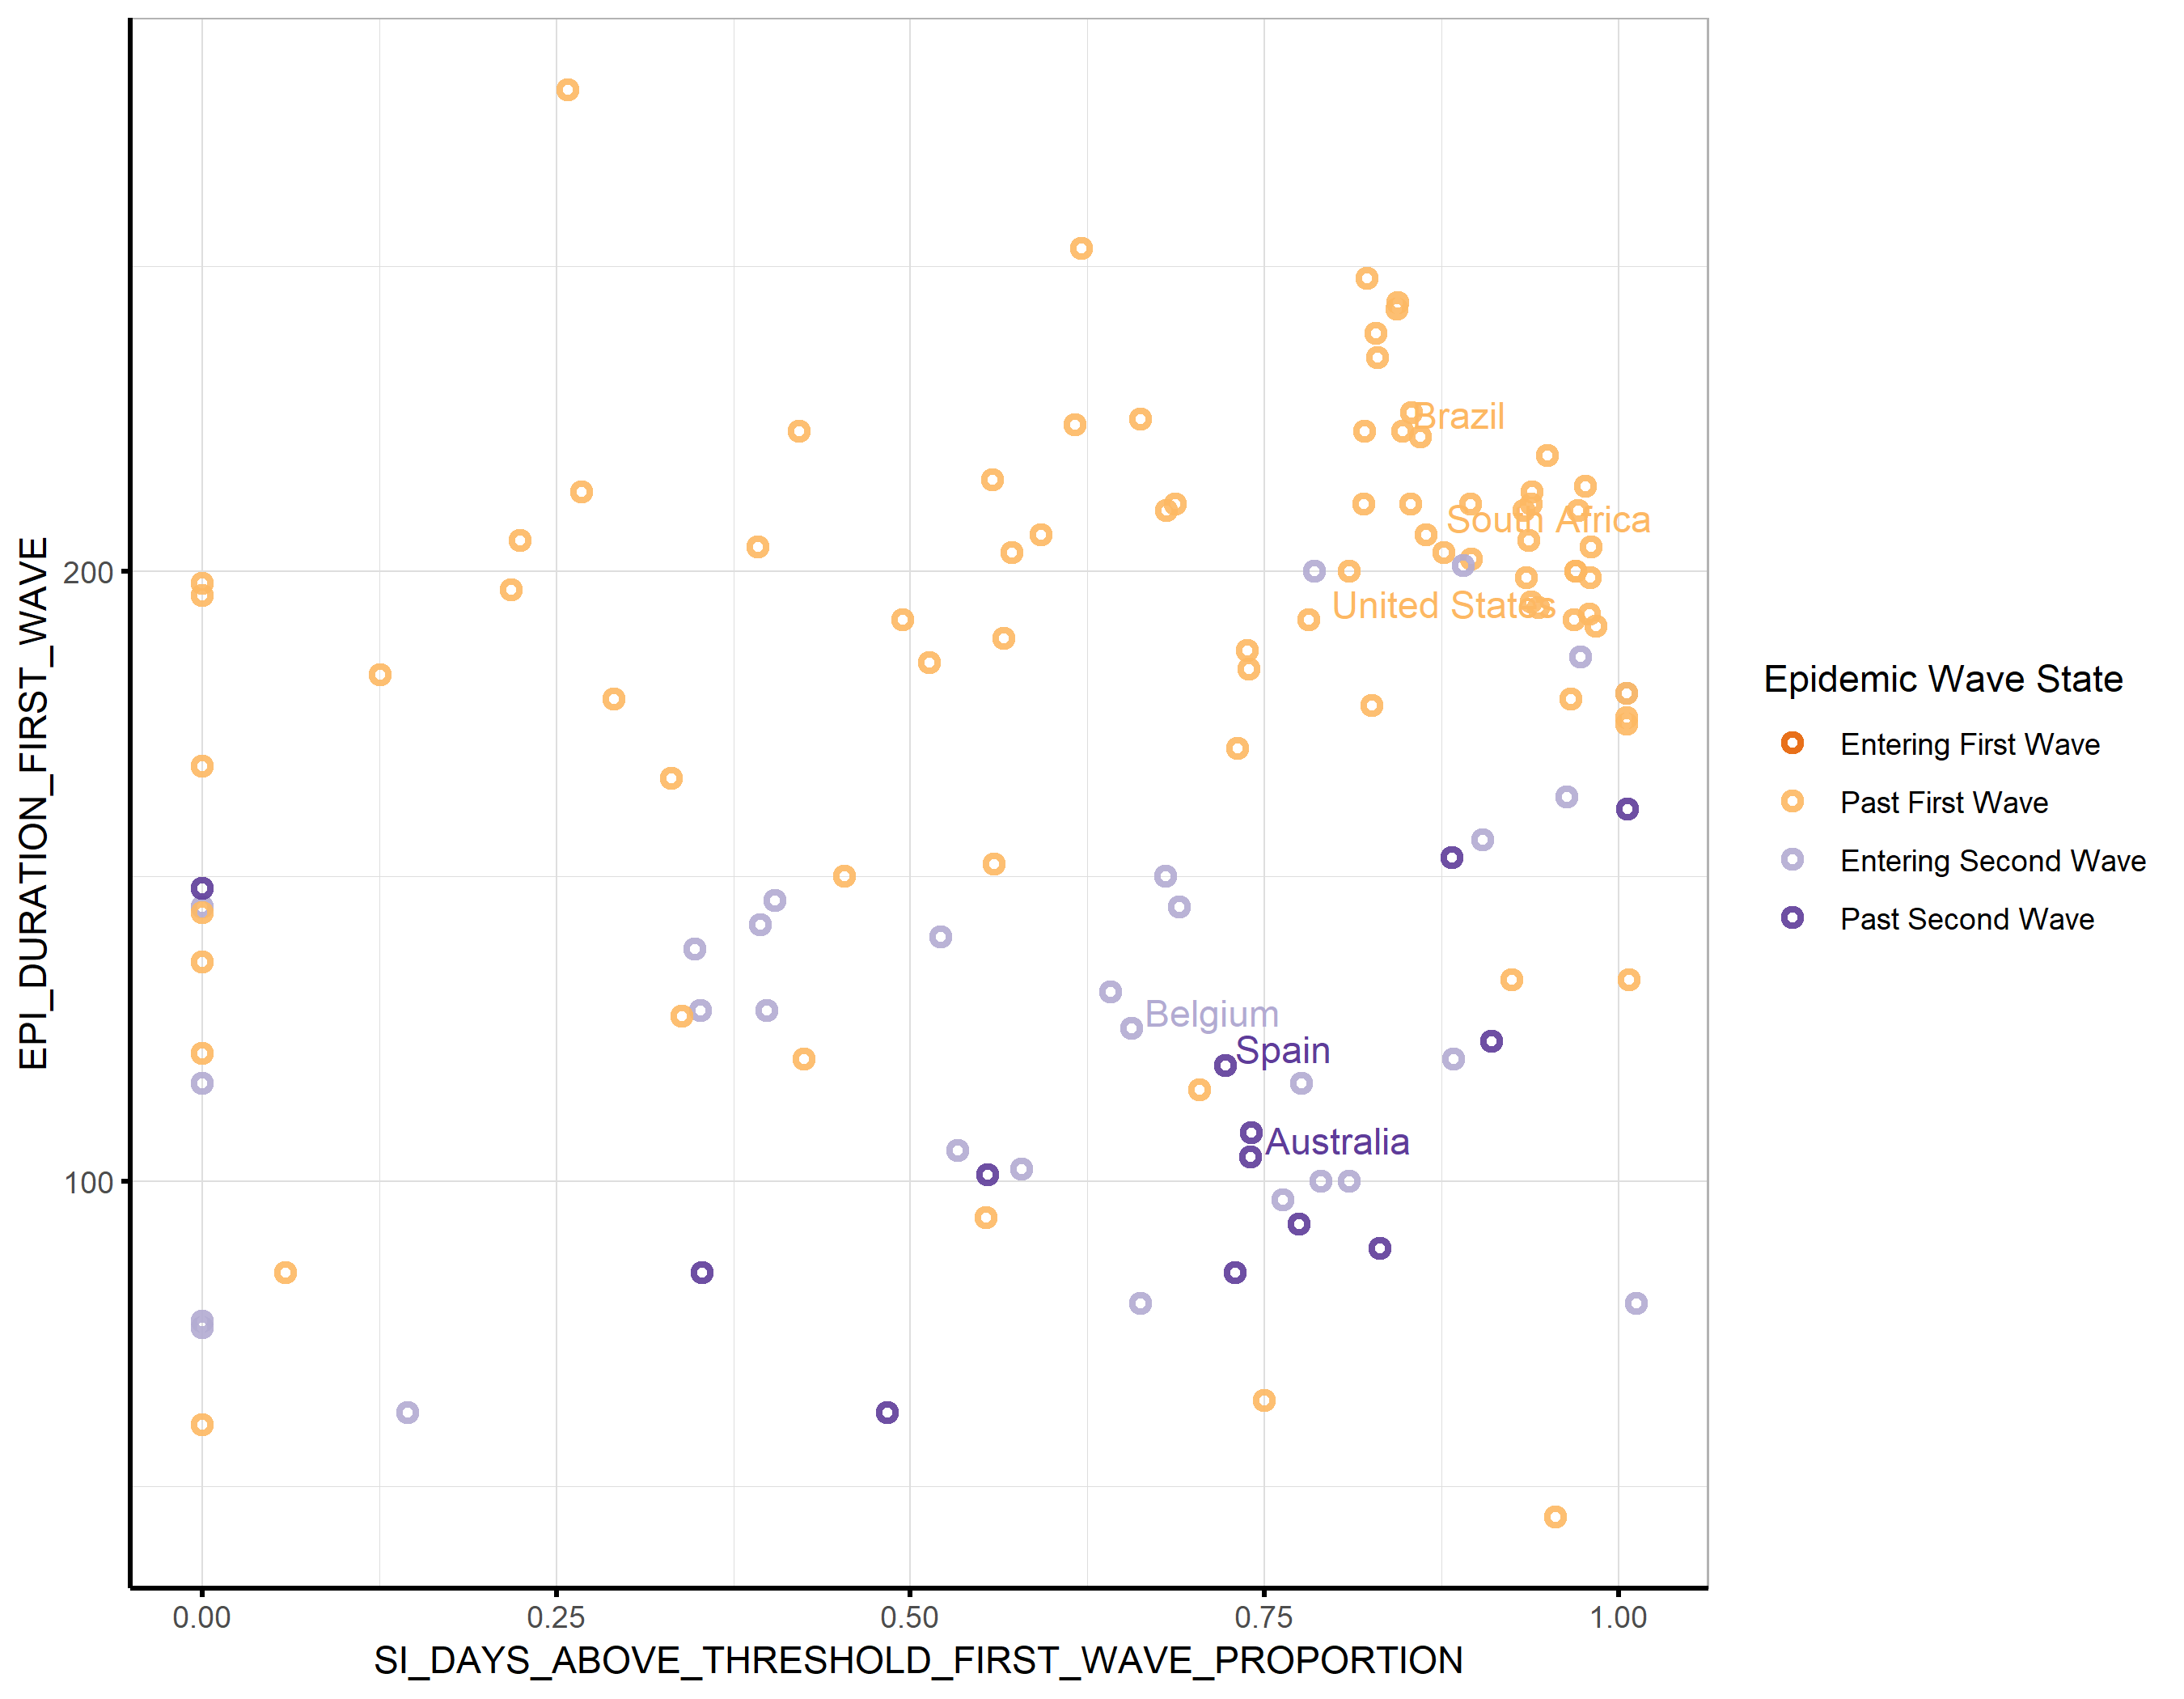 EPI_DURATION_FIRST_WAVE
200
100
Brazil
South Africa
United States
Belgium
Spain
Australia
0.00
0.25
0.50
0.75
1.00
SI_DAYS_ABOVE_THRESHOLD_FIRST_WAVE_PROPORTION
Epidemic Wave State
Entering First Wave
Past First Wave
Entering Second Wave
Past Second Wave